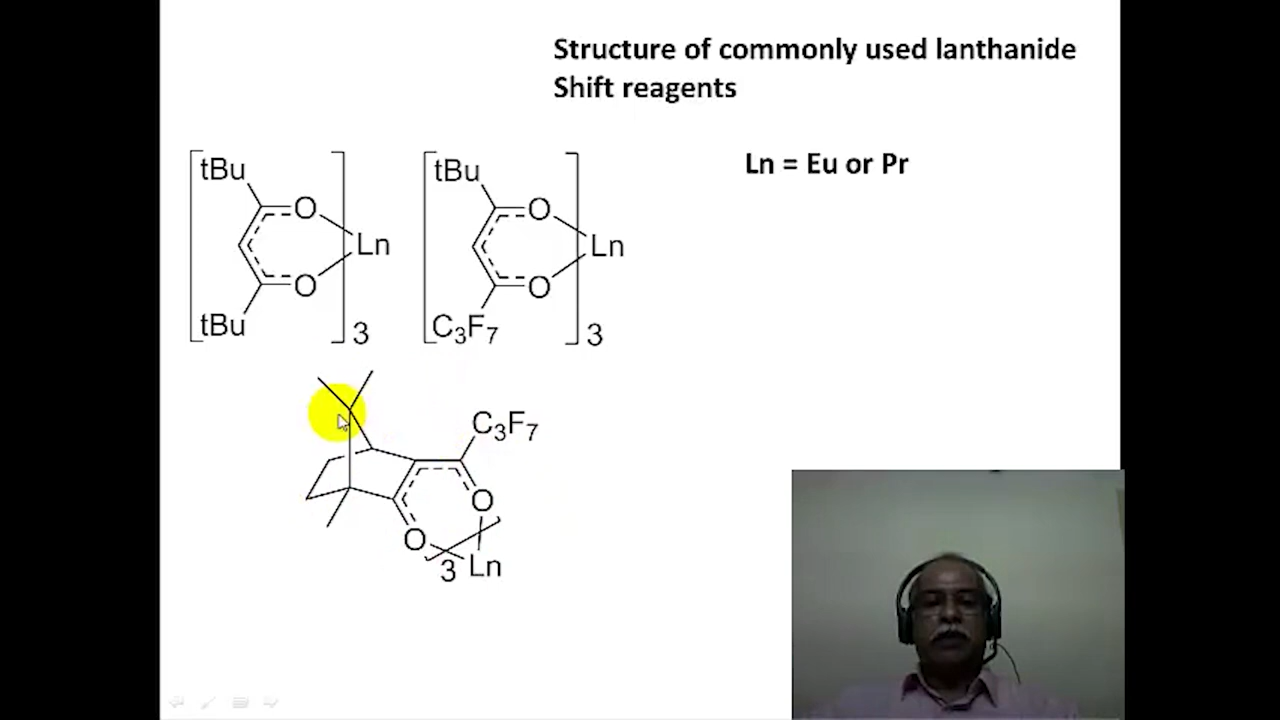 Structure of commonly used lanthanide
Shift reagents
Ln = Eu or Pr
tBu
O
Ln
O
tBu
3
tBu
O
Ln
O
C₃F₇
3
C₃F₇
O
O
3 Ln